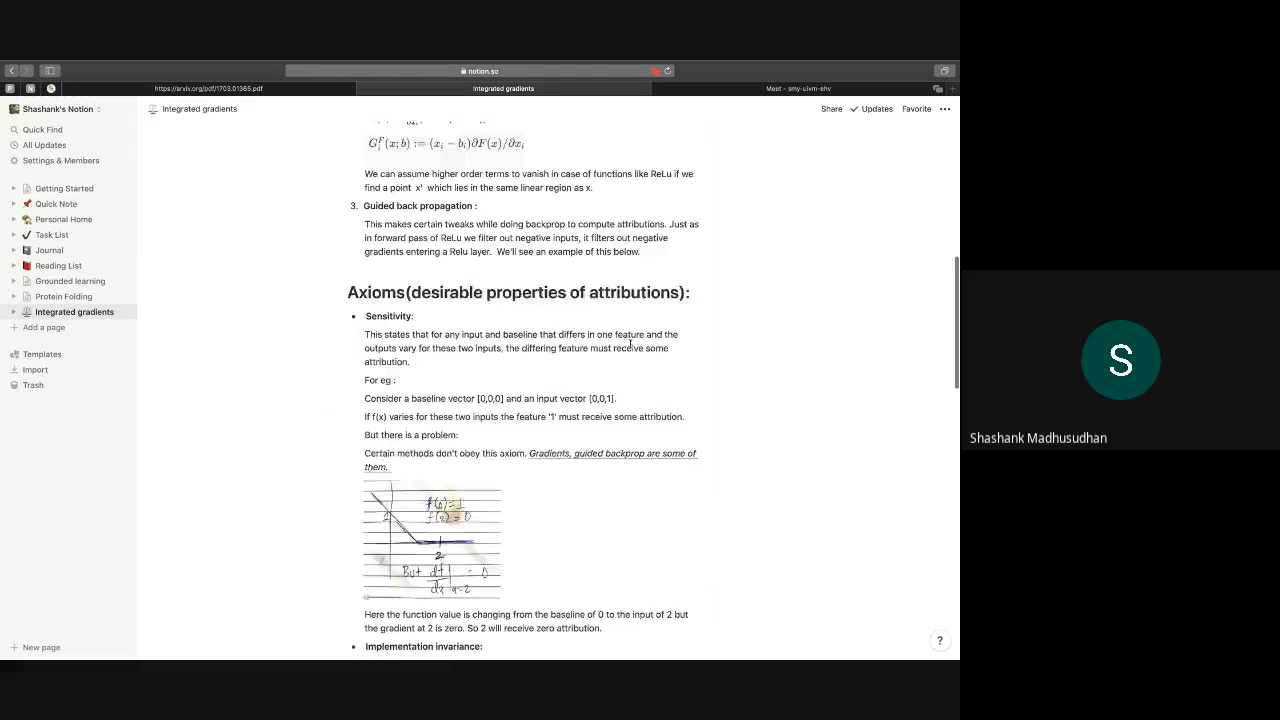 notion.so
https://arxiv.org/pdf/1703.01365.pdf
Integrated gradients
Meet - smy-uivm-ehv
Shashank's Notion
Integrated gradients
Share
Updates
Favorite
Quick Find
All Updates
Settings & Members
Getting Started
Quick Note
Personal Home
Task List
Journal
Reading List
Grounded learning
Protein Folding
Integrated gradients
Add a page
Templates
Import
Trash
New page
G_i^F(x; b) := (x_i − b_i)∂F(x)/∂x_i
We can assume higher order terms to vanish in case of functions like ReLu if we
find a point x' which lies in the same linear region as x.
3. Guided back propagation :
This makes certain tweaks while doing backprop to compute attributions. Just as
in forward pass of ReLu we filter out negative inputs, it filters out negative
gradients entering a Relu layer. We'll see an example of this below.
Axioms(desirable properties of attributions):
• Sensitivity:
This states that for any input and baseline that differs in one feature and the
outputs vary for these two inputs, the differing feature must receive some
attribution.
For eg :
Consider a baseline vector [0,0,0] and an input vector [0,0,1].
If f(x) varies for these two inputs the feature '1' must receive some attribution.
But there is a problem:
Certain methods don't obey this axiom. Gradients, guided backprop are some of
them.
f(0)=1
f(2)=0
2
But df/dx
= 0
Here the function value is changing from the baseline of 0 to the input of 2 but
the gradient at 2 is zero. So 2 will receive zero attribution.
• Implementation invariance:
?
S
Shashank Madhusudhan